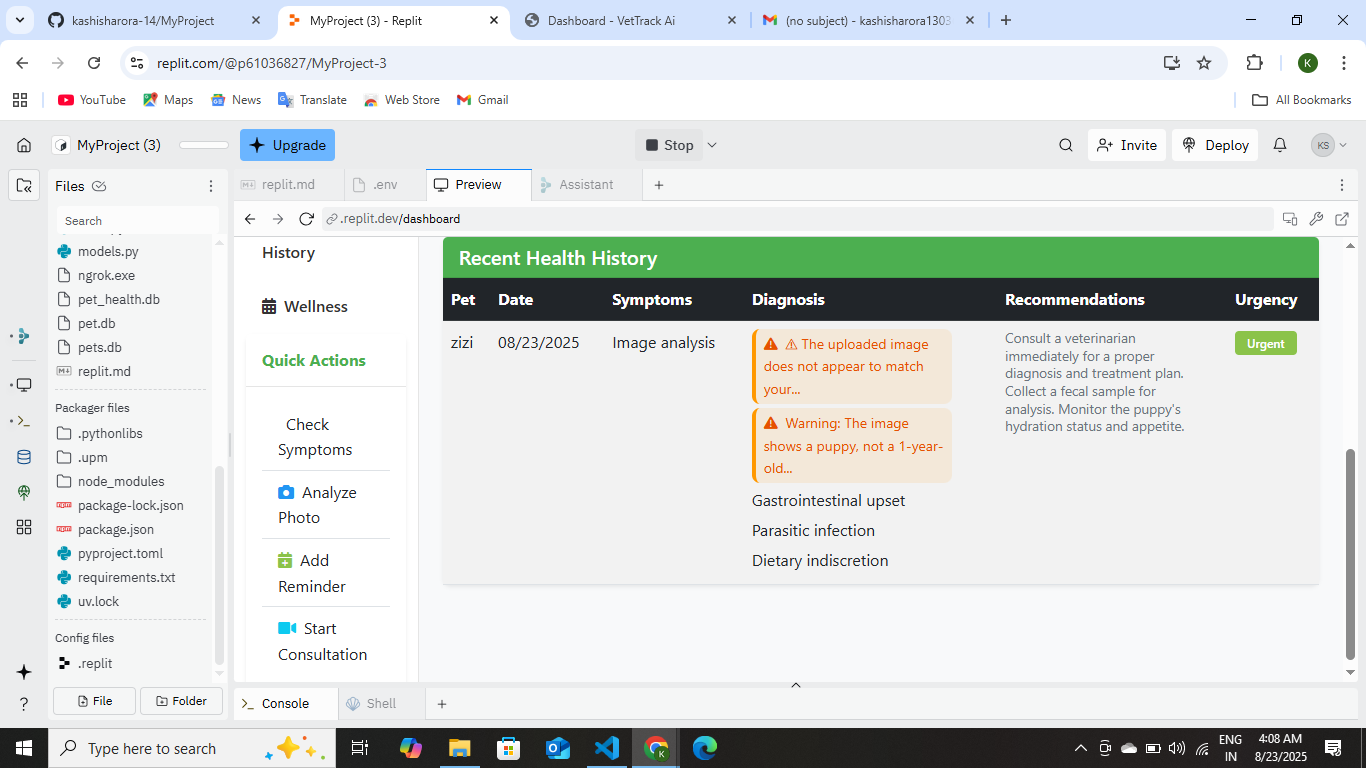 kashisharora-14/MyProject
MyProject (3) - Replit
Dashboard - VetTrack Ai
(no subject) - kashisharora130
replit.com/@p61036827/MyProject-3
K
YouTube
Maps
News
Translate
Web Store
Gmail
All Bookmarks
MyProject (3)
Upgrade
Stop
Invite
Deploy
KS
Files
replit.md
.env
Preview
Assistant
Search
.replit.dev/dashboard
models.py
ngrok.exe
pet_health.db
pet.db
pets.db
replit.md
Packager files
.pythonlibs
.upm
node_modules
package-lock.json
package.json
pyproject.toml
requirements.txt
uv.lock
Config files
.replit
File
Folder
History
Wellness
Quick Actions
Check
Symptoms
Analyze
Photo
Add
Reminder
Start
Consultation
Recent Health History
Pet Date Symptoms Diagnosis Recommendations Urgency
zizi 08/23/2025 Image analysis
⚠ The uploaded image
does not appear to match
your...
Warning: The image
shows a puppy, not a 1-year-
old...
Gastrointestinal upset
Parasitic infection
Dietary indiscretion
Consult a veterinarian
immediately for a proper
diagnosis and treatment plan.
Collect a fecal sample for
analysis. Monitor the puppy's
hydration status and appetite.
Urgent
Console
Shell
Type here to search
ENG
IN
4:08 AM
8/23/2025